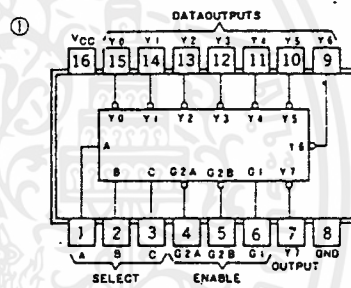 ①
DATAOUTPUTS
VCC Y0 Y1 Y2 Y3 Y4 Y5 Y6
16 15 14 13 12 11 10 9
Y0 Y1 Y2 Y3 Y4 Y5
A Y6
B C G2A G2B G1 Y7
1 2 3 4 5 6 7 8
A B C G2A G2B G1 Y7 GND
SELECT ENABLE OUTPUT